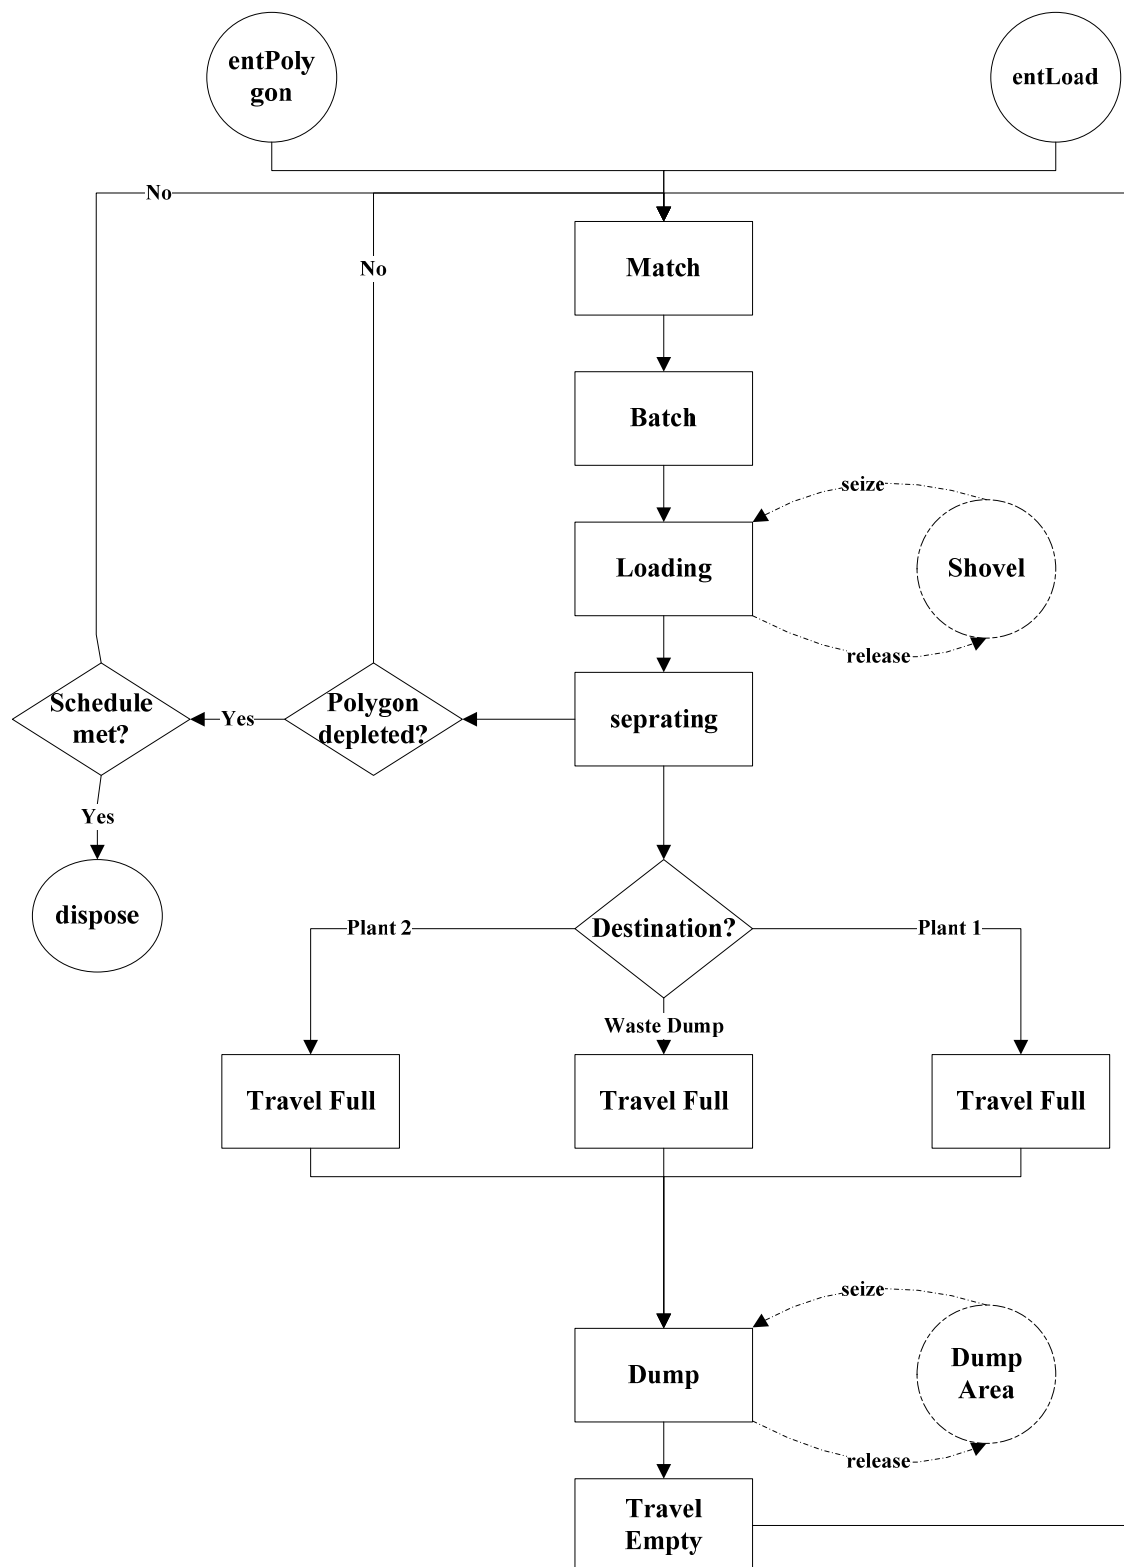 entPoly
gon
entLoad
No
No
Match
Batch
seize
Loading
Shovel
release
Schedule
met?
Yes
Polygon
depleted?
seprating
Yes
dispose
Plant 2
Destination?
Plant 1
Waste Dump
Travel Full
Travel Full
Travel Full
seize
Dump
Dump
Area
release
Travel
Empty